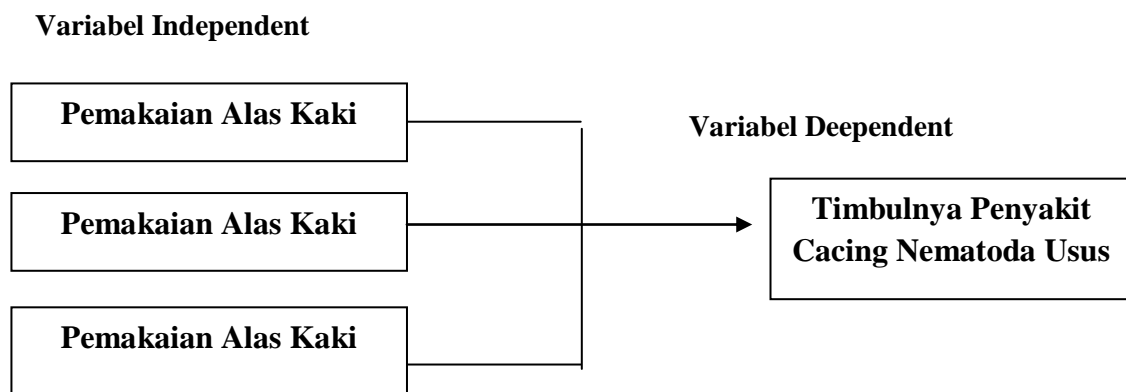 Variabel Independent
Pemakaian Alas Kaki
Variabel Deependent
Pemakaian Alas Kaki
Timbulnya Penyakit
Cacing Nematoda Usus
Pemakaian Alas Kaki